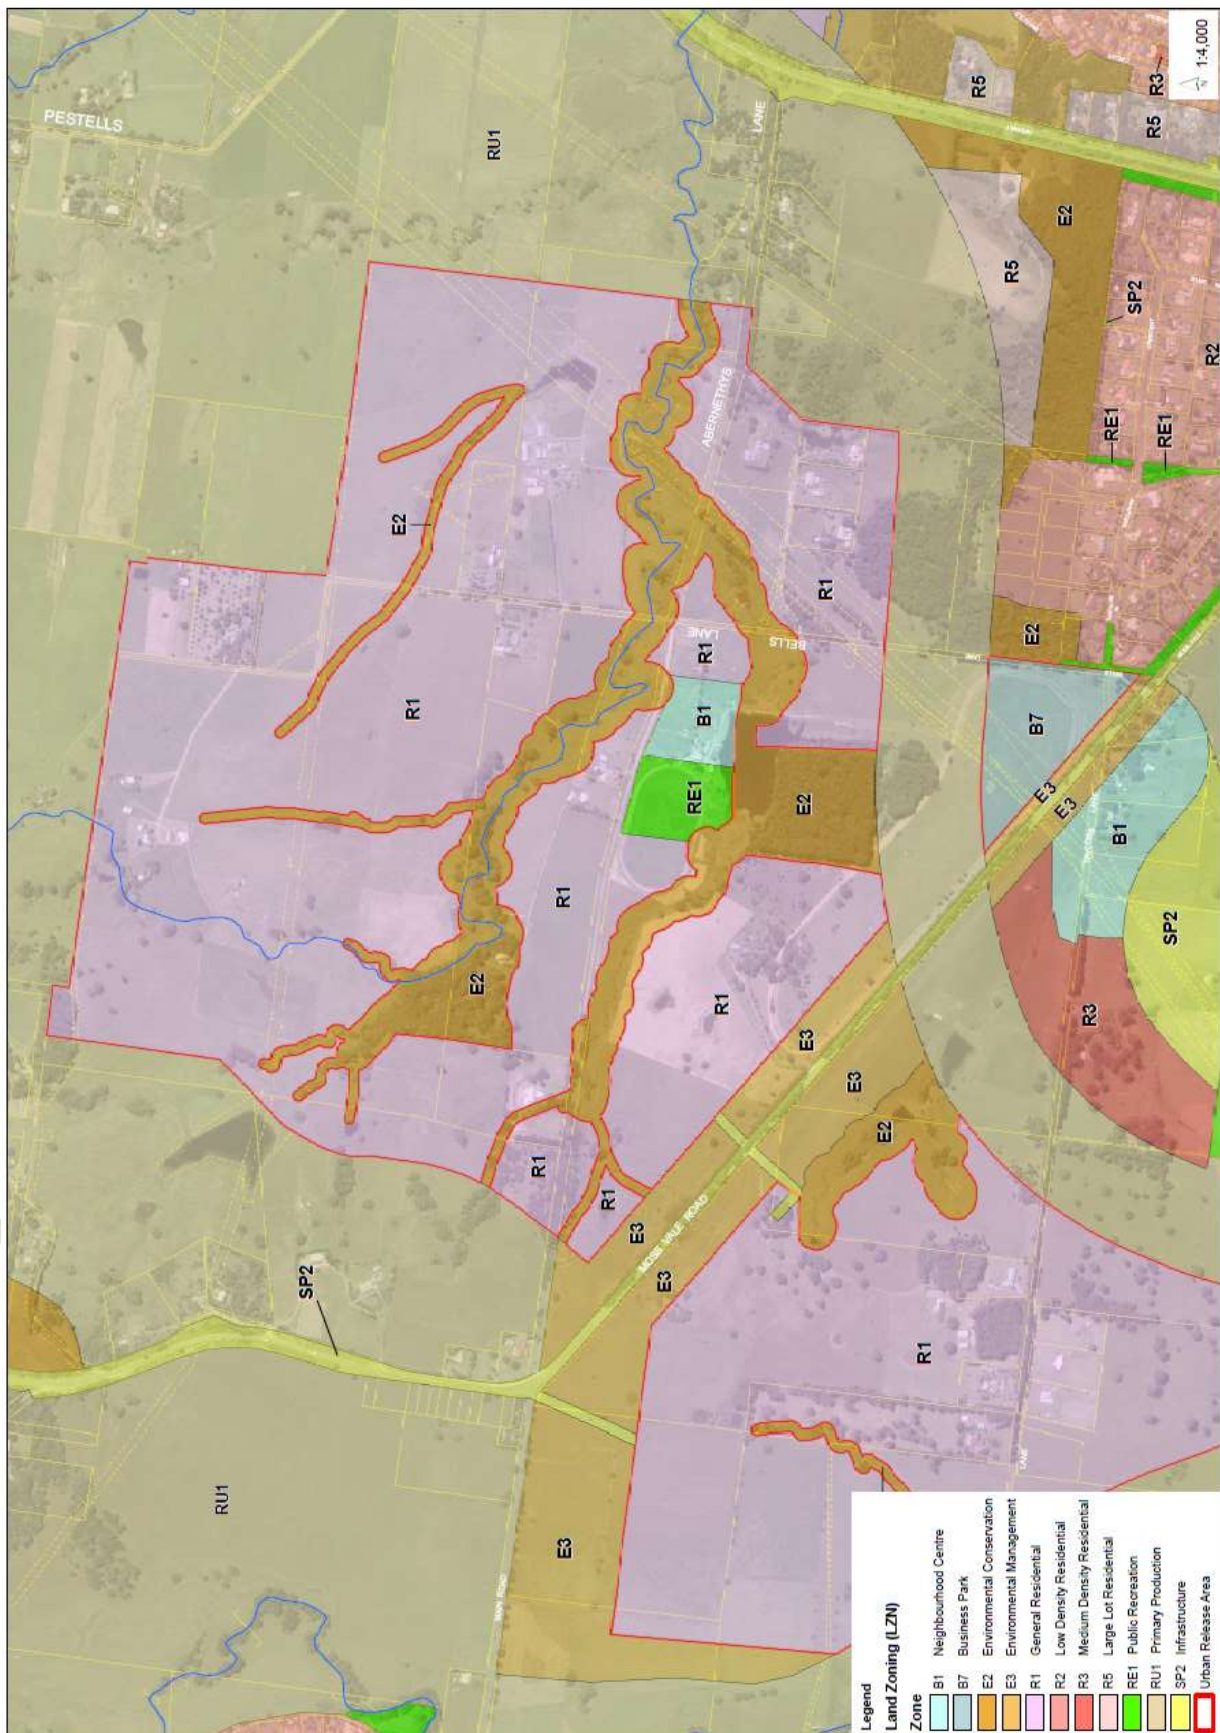 PESTELLS
RU1
LANE
R5
R3
R5
1:4,000
N
E2
R5
SP2
R2
RE1
RE1
E2
ABERNETHYS
R1
E2
R1
LANE
R1
BELLS
B1
RE1
E2
E2
R1
B7
E3
E3
B1
SP2
R3
R1
E2
R1
E3
E3
E2
R1
R1
E3
MOSS VALE ROAD
E3
SP2
R1
LANE
RU1
E3
MAIN ROAD
Legend
Land Zoning (LZN)
Zone
B1 Neighbourhood Centre
B7 Business Park
E2 Environmental Conservation
E3 Environmental Management
R1 General Residential
R2 Low Density Residential
R3 Medium Density Residential
R5 Large Lot Residential
RE1 Public Recreation
RU1 Primary Production
SP2 Infrastructure
Urban Release Area